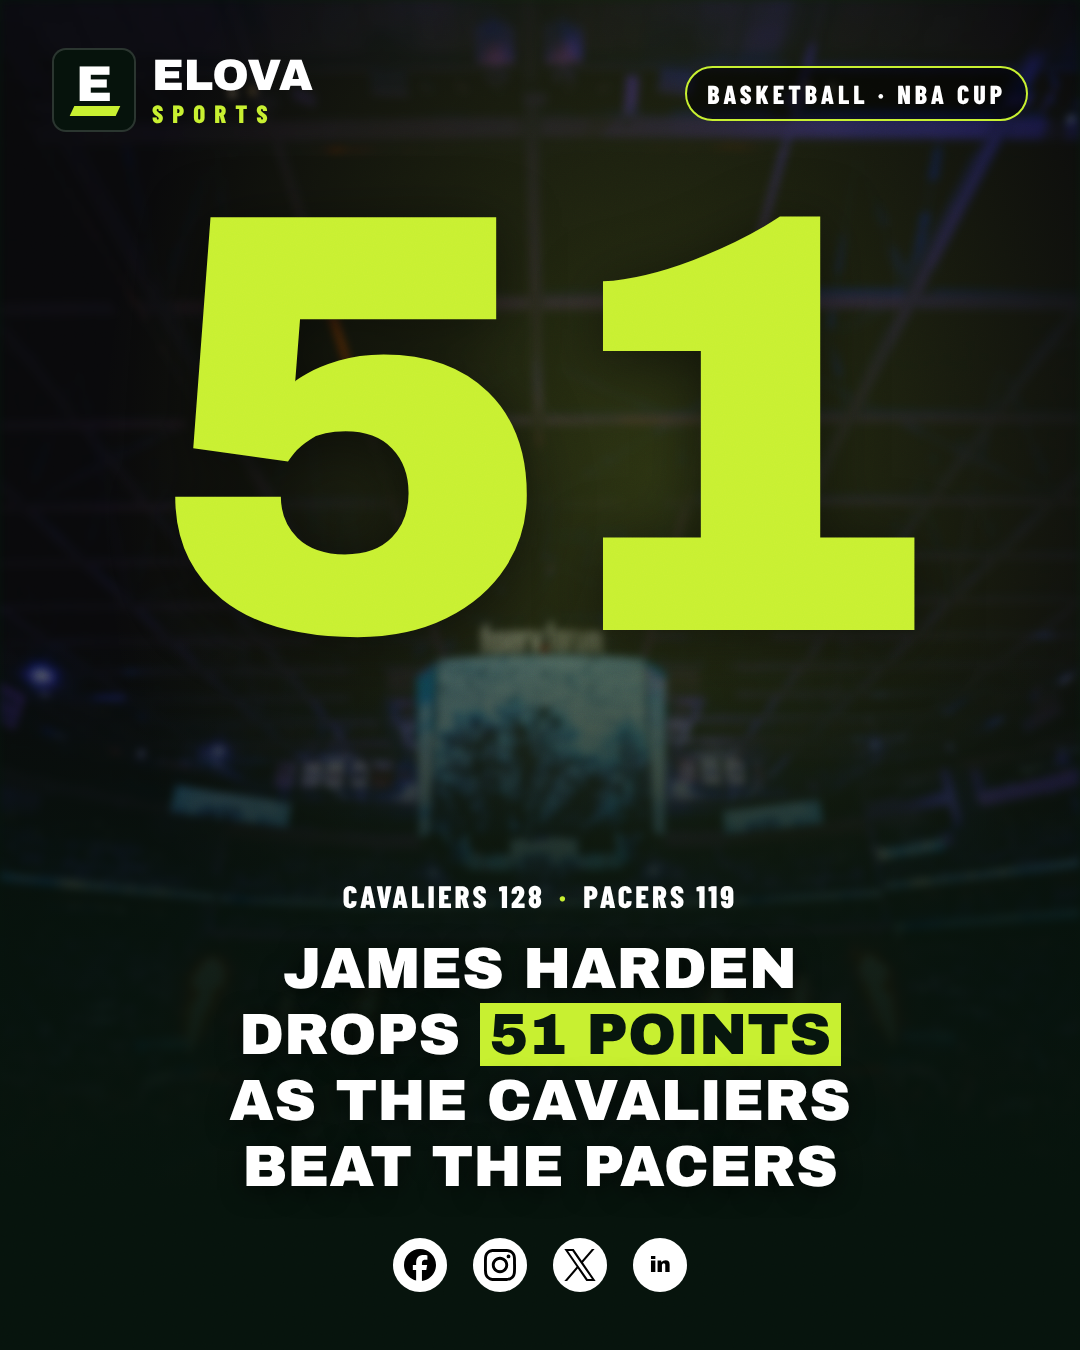 E
ELOVA
SPORTS
BASKETBALL · NBA CUP
51
CAVALIERS 128 · PACERS 119
JAMES HARDEN
DROPS 51 POINTS
AS THE CAVALIERS
BEAT THE PACERS
in